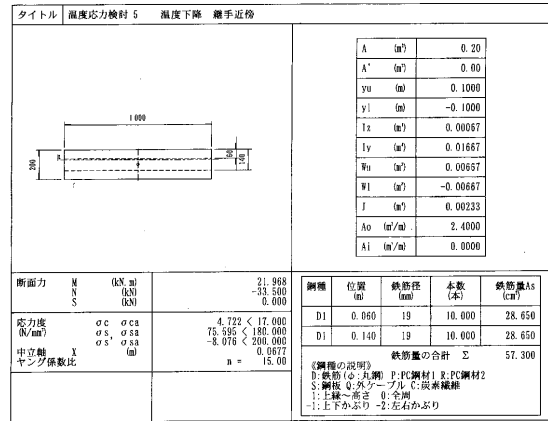 タイトル 温度応力検討 5 温度下降 継手近傍
A (㎡) 0.20
A' (㎡) 0.00
yu (m) 0.1000
yl (m) -0.1000
Iz (m⁴) 0.00067
Iy (m⁴) 0.01667
Wu (m³) 0.00667
Wl (m³) -0.00667
J (m⁴) 0.00233
Ao (㎡/m) 2.4000
Ai (㎡/m) 0.0000
1000
200
60
140
断面力 M (kN.m) 21.968
N (kN) -33.500
S (kN) 0.000
応力度 σc σca 4.722 < 17.000
(N/mm²) σs σsa 75.595 < 180.000
σs' σsa' -8.076 < 200.000
中立軸 X (m) 0.0677
ヤング係数比 n = 15.00
鋼種 位置 (m) 鉄筋径 (mm) 本数 (本) 鉄筋量As (c㎡)
D1 0.060 19 10.000 28.650
D1 0.140 19 10.000 28.650
鉄筋量の合計 Σ 57.300
《鋼種の説明》
D:鉄筋(φ:丸鋼) P:PC鋼材1 R:PC鋼材2
S:鋼板 Q:外ケーブル C:炭素繊維
1:上縁~高さ 0:全周
-1:上下かぶり -2:左右かぶり